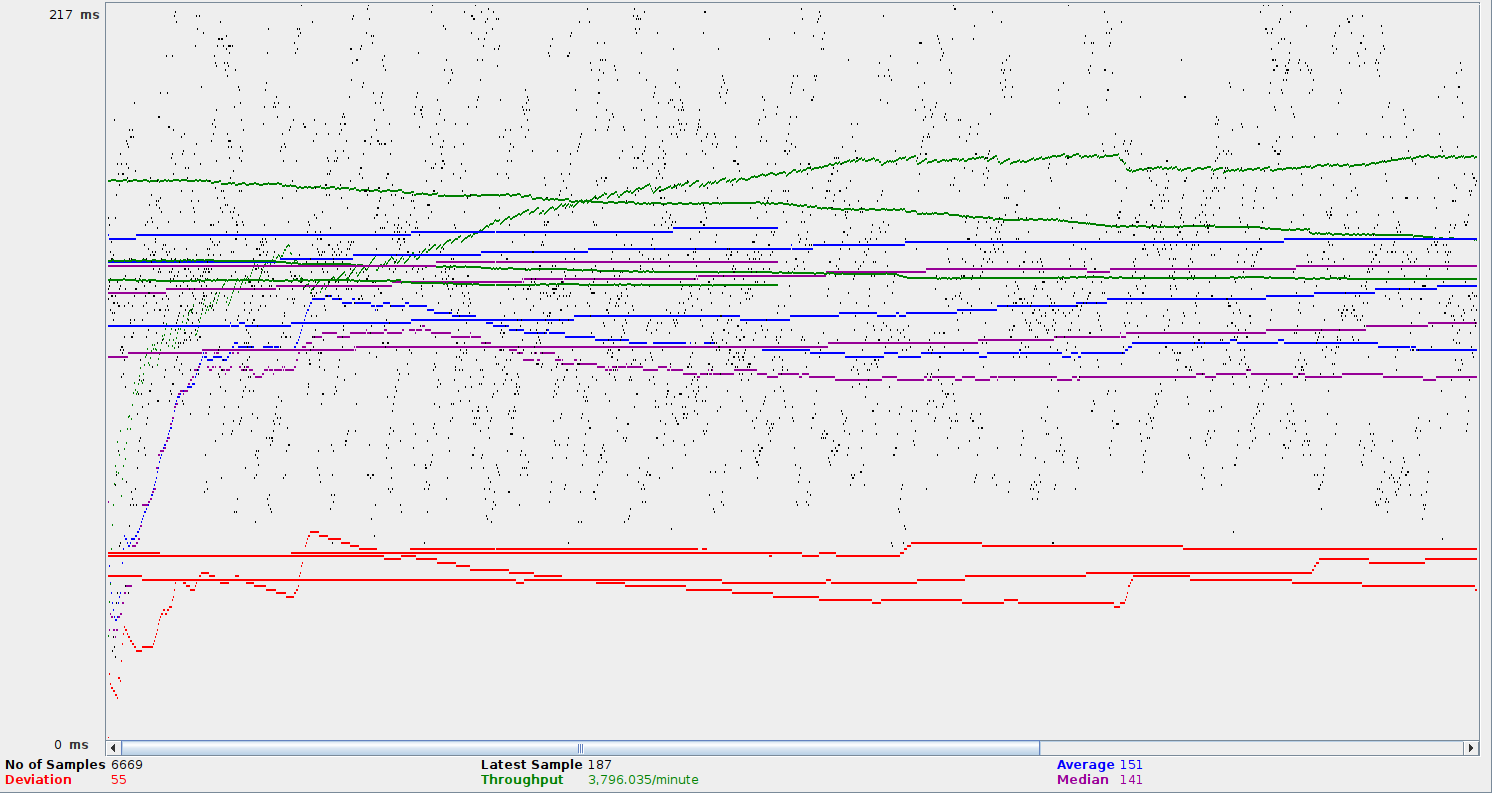 217 ms
0 ms
No of Samples 6669 Latest Sample 187 Average 151
Deviation 55 Throughput 3,796.035/minute Median 141